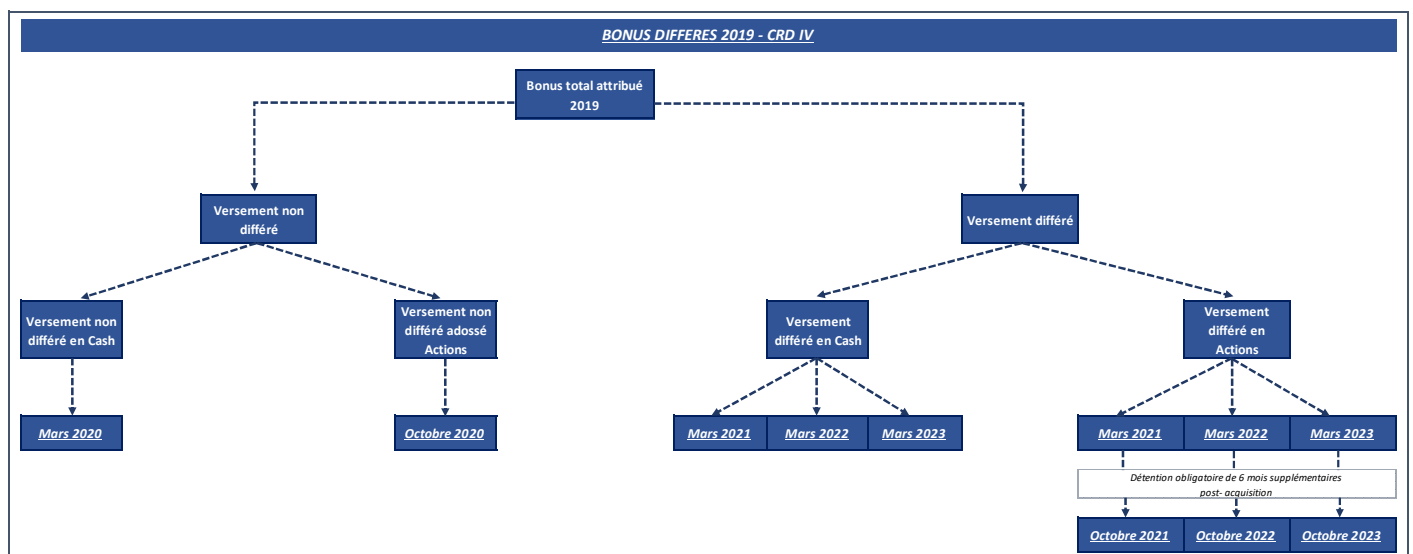 BONUS DIFFERES 2019 - CRD IV
Bonus total attribué
2019
Versement non
différé
Versement différé
Versement non
différé en Cash
Versement non
différé adossé
Actions
Versement
différé en Cash
Versement
différé en
Actions
Mars 2020
Octobre 2020
Mars 2021
Mars 2022
Mars 2023
Mars 2021
Mars 2022
Mars 2023
Détention obligatoire de 6 mois supplémentaires
post- acquisition
Octobre 2021
Octobre 2022
Octobre 2023